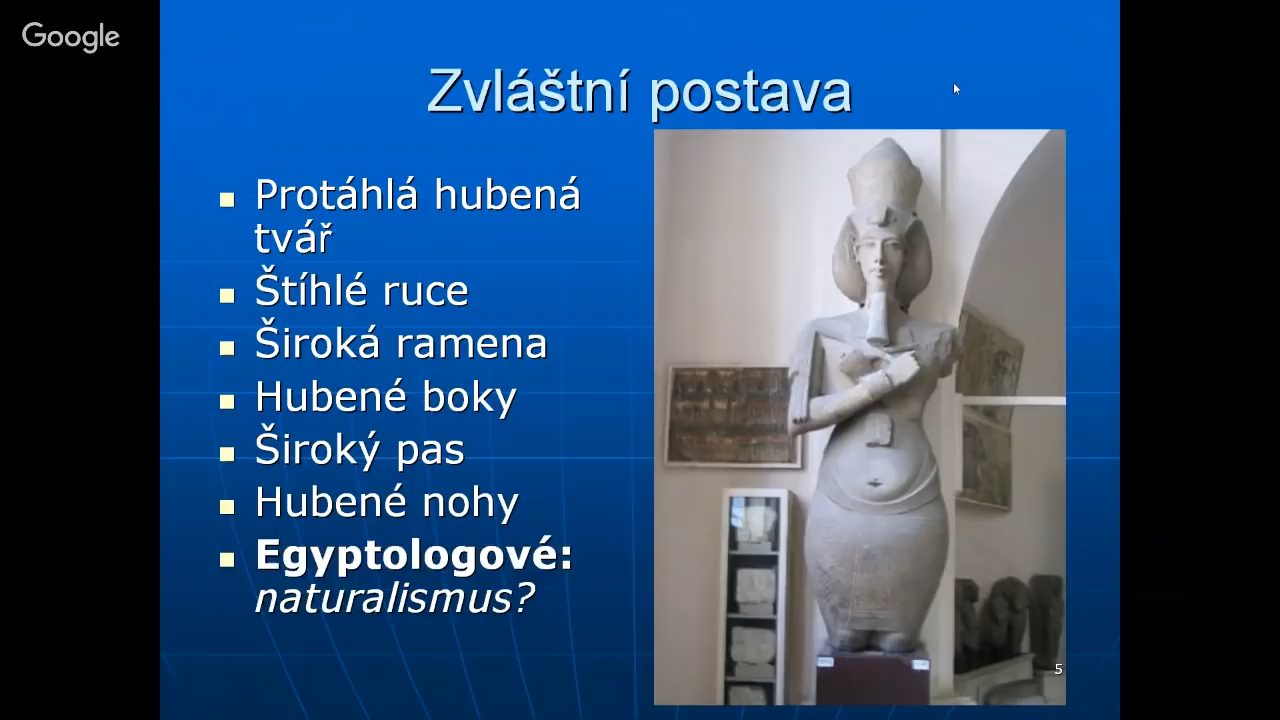 Google
Zvláštní postava
Protáhlá hubená
tvář
Štíhlé ruce
Široká ramena
Hubené boky
Široký pas
Hubené nohy
Egyptologové:
naturalismus?
5